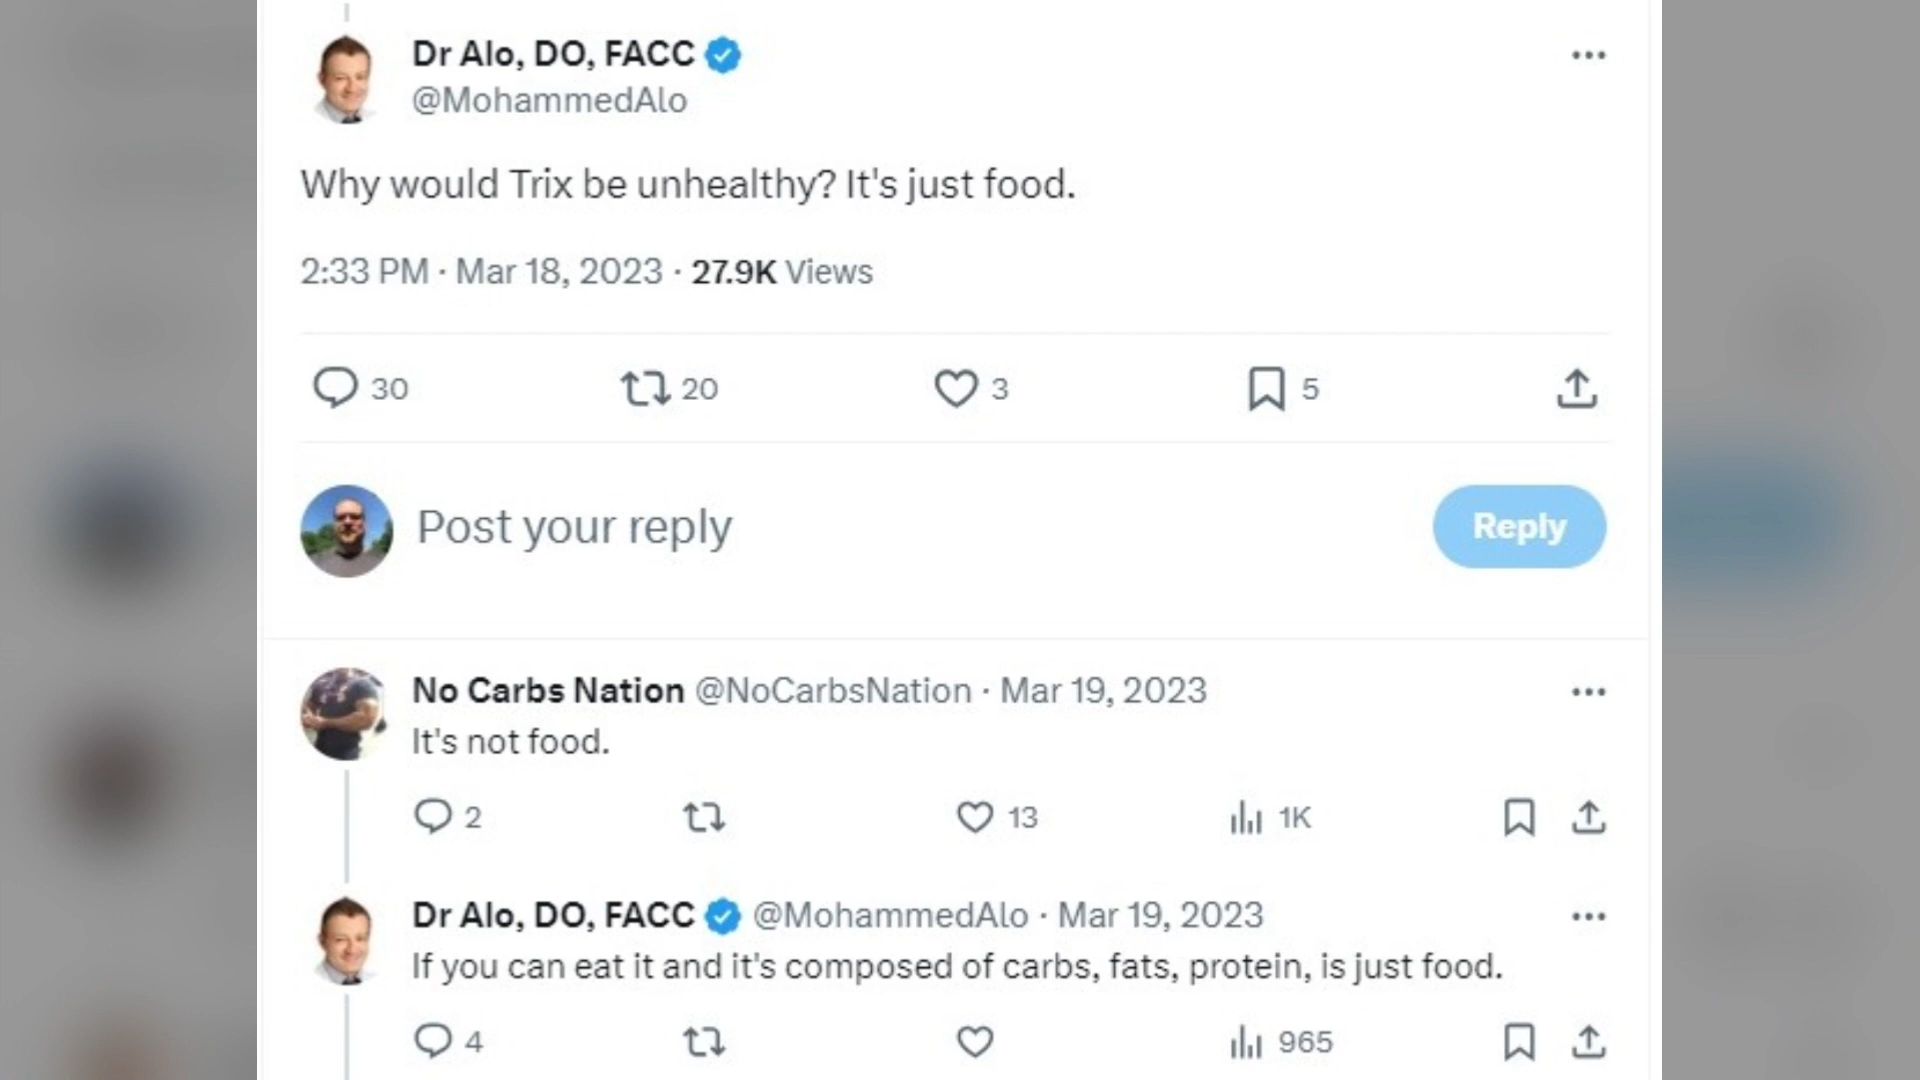 Dr Alo, DO, FACC
@MohammedAlo
Why would Trix be unhealthy? It's just food.
2:33 PM · Mar 18, 2023 · 27.9K Views
30 20 3 5
Post your reply Reply
No Carbs Nation @NoCarbsNation · Mar 19, 2023
It's not food.
2 13 1K
Dr Alo, DO, FACC @MohammedAlo · Mar 19, 2023
If you can eat it and it's composed of carbs, fats, protein, is just food.
4 965